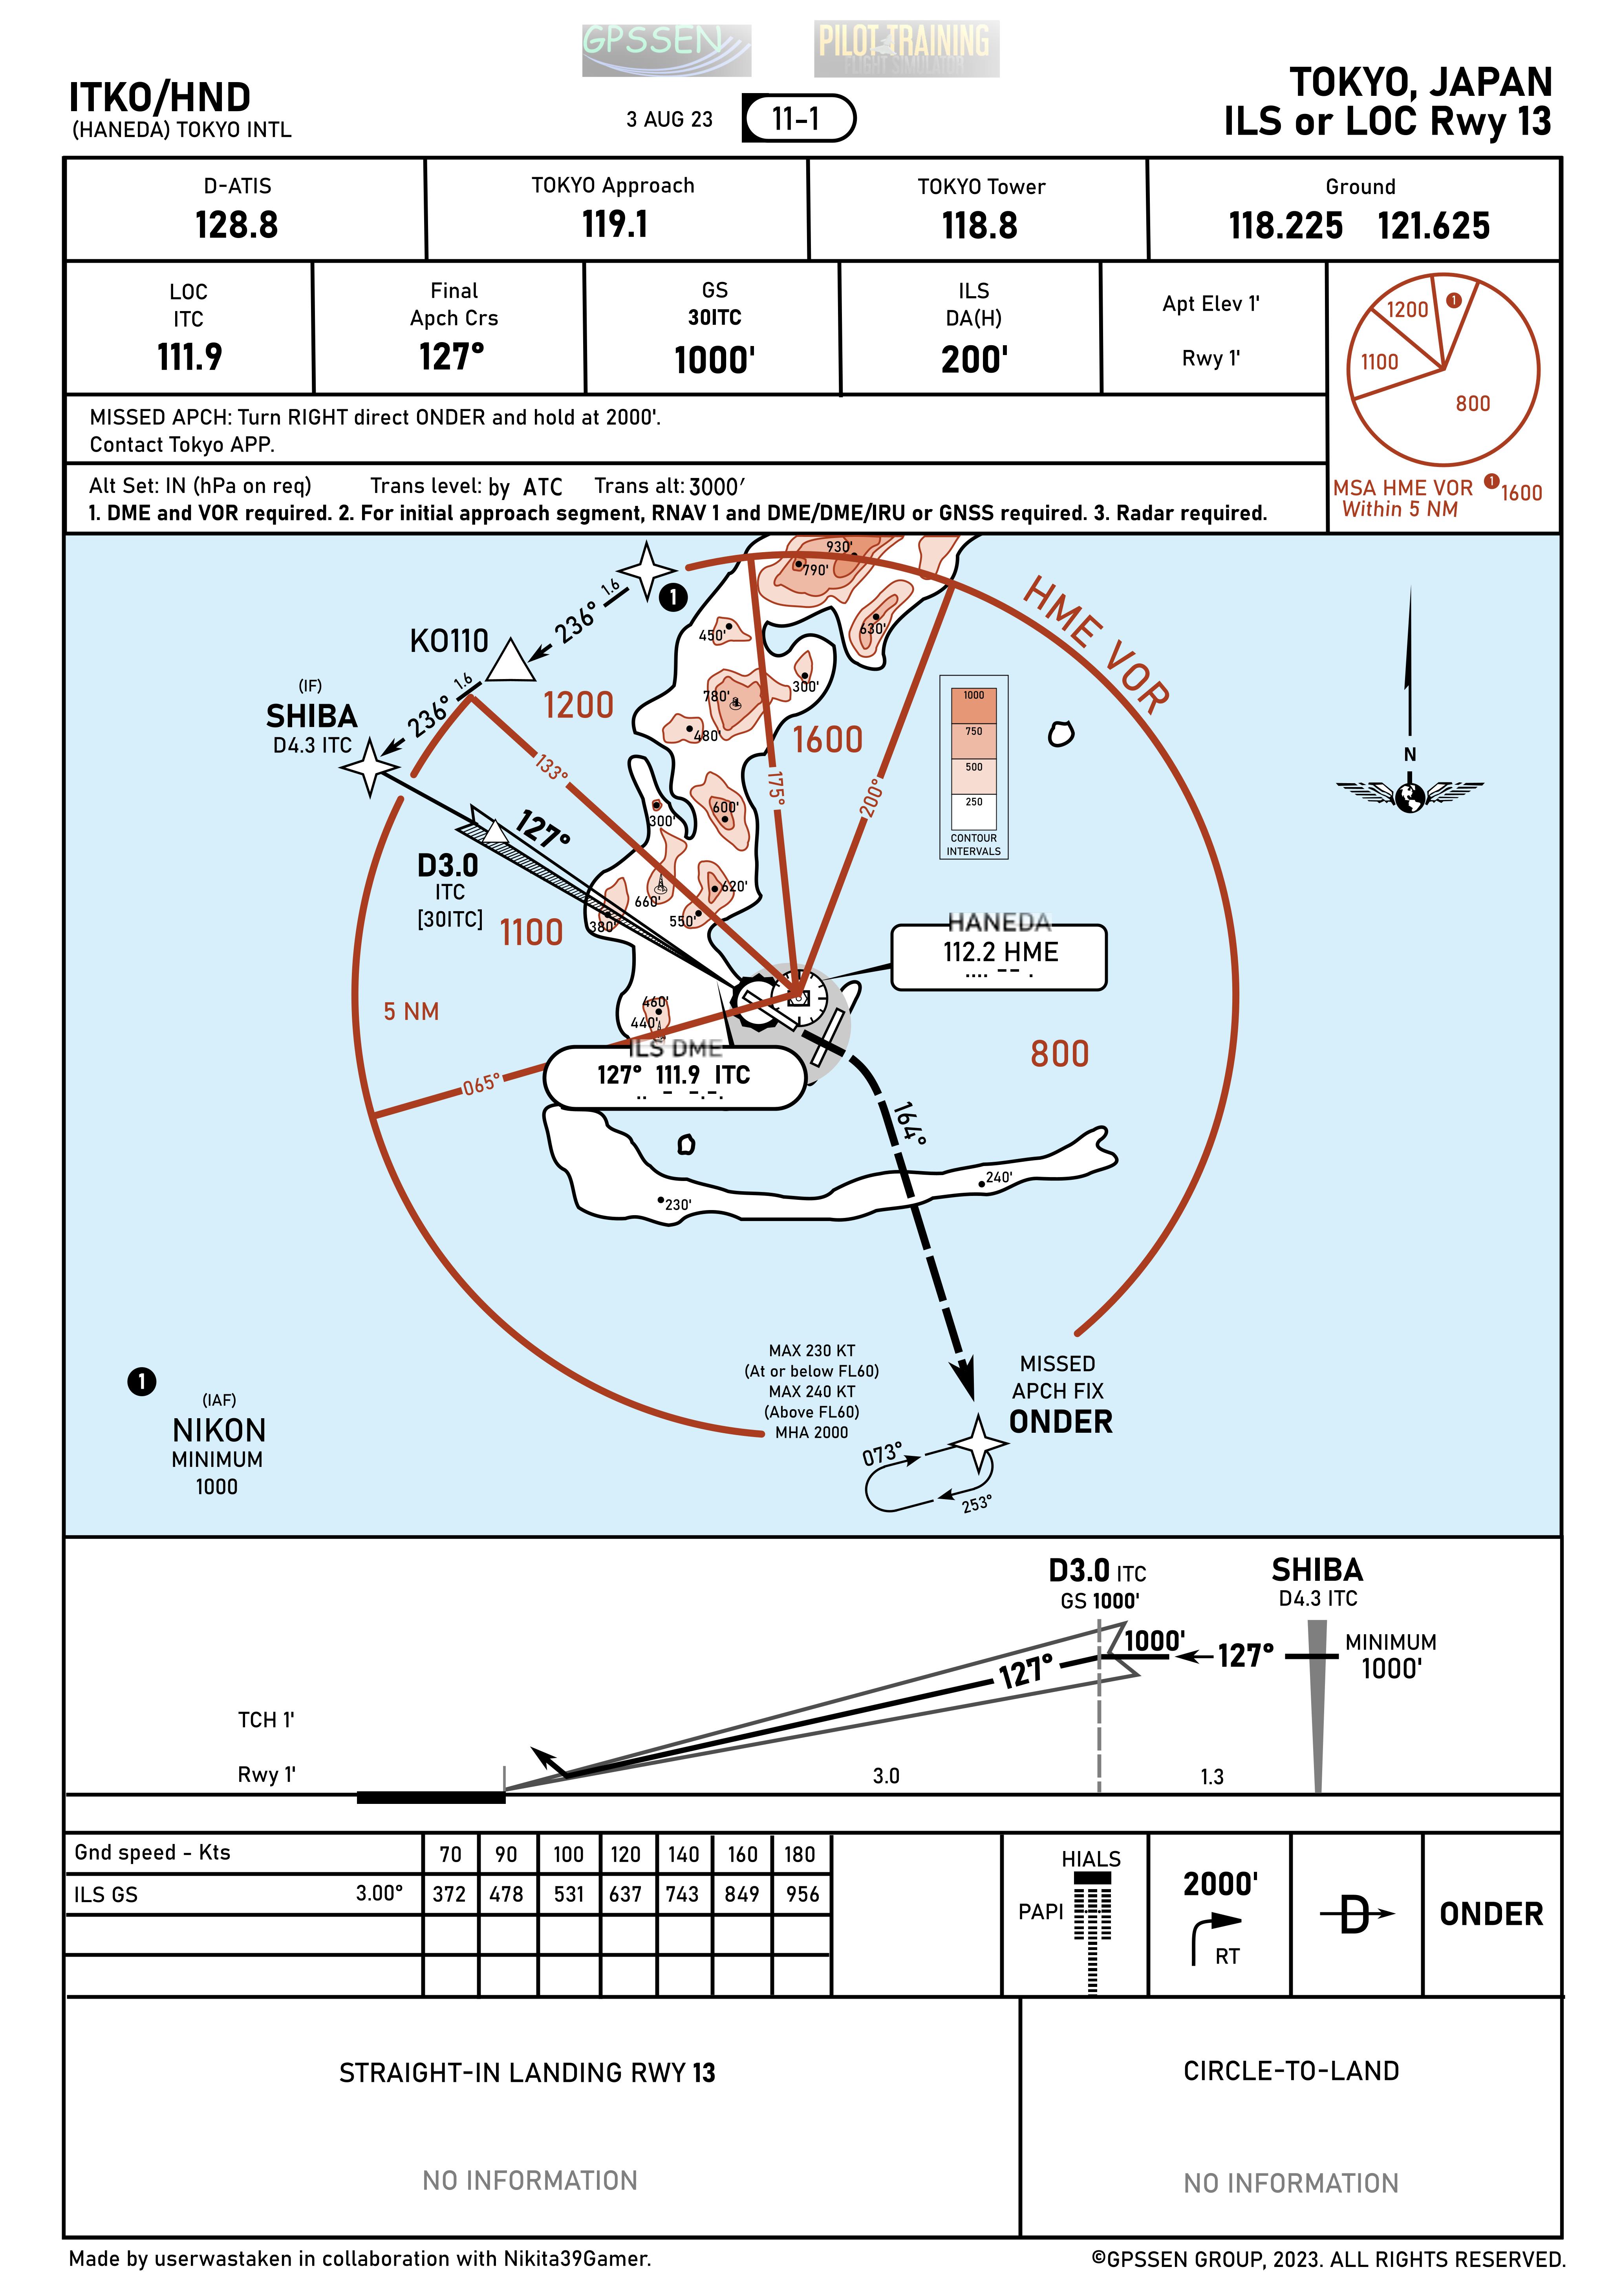 GPSSEN
PILOT TRAINING
FLIGHT SIMULATOR
ITKO/HND
(HANEDA) TOKYO INTL
3 AUG 23
11-1
TOKYO, JAPAN
ILS or LOC Rwy 13
D-ATIS
128.8
TOKYO Approach
119.1
TOKYO Tower
118.8
Ground
118.225 121.625
LOC
ITC
111.9
Final
Apch Crs
127°
GS
30ITC
1000'
ILS
DA(H)
200'
Apt Elev 1'
Rwy 1'
1200
1
1100
800
MSA HME VOR 1 1600
Within 5 NM
MISSED APCH: Turn RIGHT direct ONDER and hold at 2000'.
Contact Tokyo APP.
Alt Set: IN (hPa on req) Trans level: by ATC Trans alt: 3000′
1. DME and VOR required. 2. For initial approach segment, RNAV 1 and DME/DME/IRU or GNSS required. 3. Radar required.
930'
790'
1
236° 1.6
KO110
450'
630'
HME VOR
236° 1.6
(IF)
SHIBA
D4.3 ITC
1200
780'
300'
480'
1600
133°
175°
200°
1000
750
500
250
CONTOUR
INTERVALS
N
127°
300'
600'
D3.0
ITC
[30ITC]
1100
660'
620'
380'
550'
HANEDA
112.2 HME
.... -- .
5 NM
460'
440'
800
ILS DME
127° 111.9 ITC
.. - -.-.
065°
164°
230'
240'
MAX 230 KT
(At or below FL60)
MAX 240 KT
(Above FL60)
MHA 2000
MISSED
APCH FIX
ONDER
073°
253°
1
(IAF)
NIKON
MINIMUM
1000
D3.0 ITC
GS 1000'
SHIBA
D4.3 ITC
1000'
127°
127°
MINIMUM
1000'
TCH 1'
Rwy 1'
3.0
1.3
Gnd speed - Kts 70 90 100 120 140 160 180
ILS GS 3.00° 372 478 531 637 743 849 956
HIALS
PAPI
2000'
RT
D
ONDER
STRAIGHT-IN LANDING RWY 13
NO INFORMATION
CIRCLE-TO-LAND
NO INFORMATION
Made by userwastaken in collaboration with Nikita39Gamer.
©GPSSEN GROUP, 2023. ALL RIGHTS RESERVED.